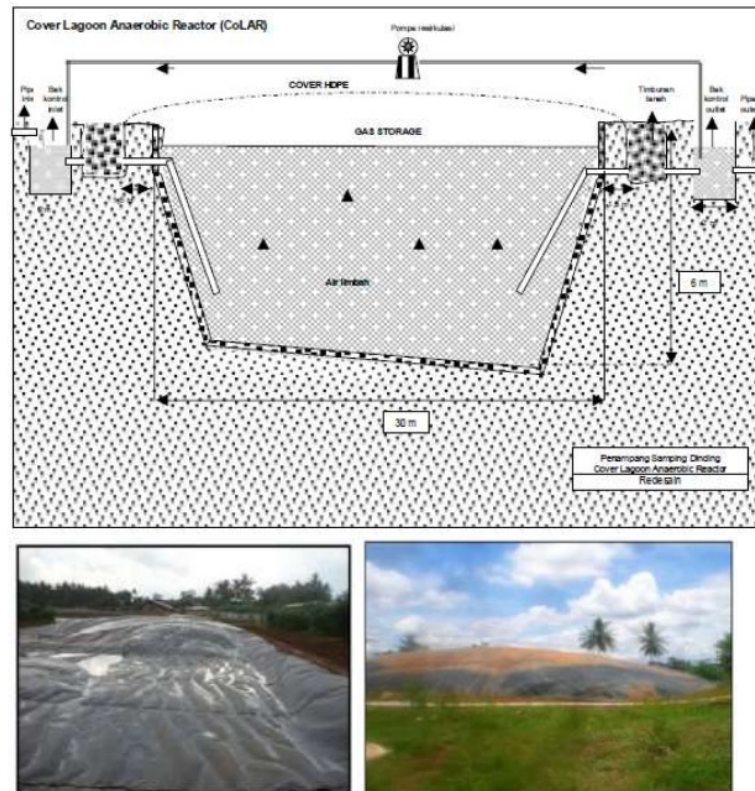 Cover Lagoon Anaerobic Reactor (CoLAR)
Pompa resirkulasi
Pipa
inlet
Bak
kontrol
inlet
COVER HDPE
Timbunan
tanah
Bak
kontrol
outlet
Pipa
GAS STORAGE
Air limbah
6 m
30 m
Penampang Samping Dinding
Cover Lagoon Anaerobic Reactor
Redesain